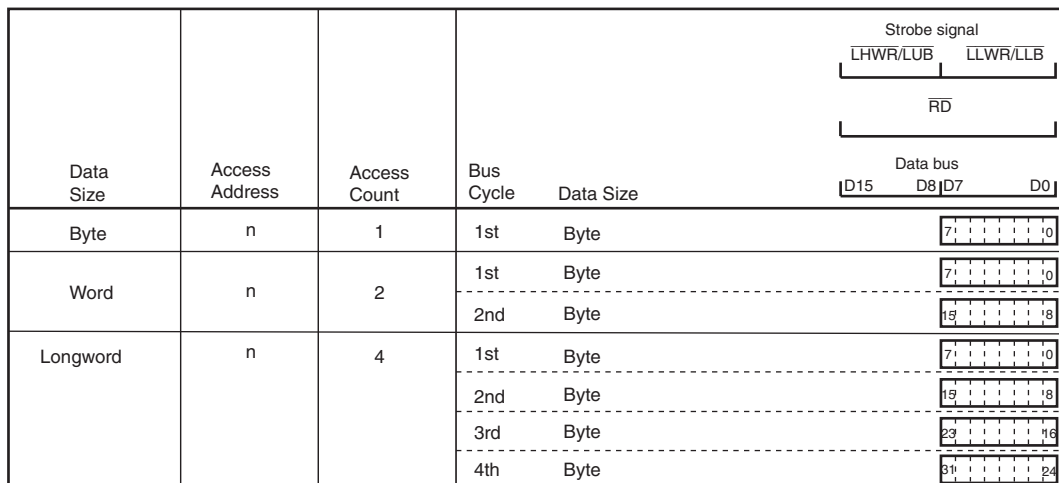 Strobe signal
LHWR/LUB LLWR/LLB
RD
Data Size Access Address Access Count Bus Cycle Data Size Data bus
D15 D8 D7 D0
Byte n 1 1st Byte 7 0
Word n 2 1st Byte 7 0
2nd Byte 15 8
Longword n 4 1st Byte 7 0
2nd Byte 15 8
3rd Byte 23 16
4th Byte 31 24